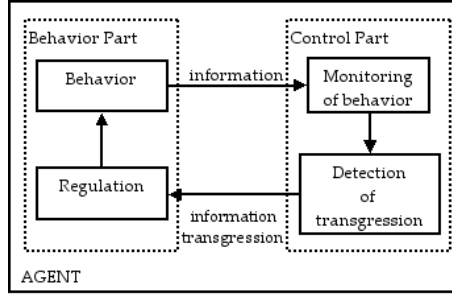 Behavior Part
Control Part
Behavior
information
Monitoring
of behavior
Regulation
Detection
of
transgression
information
transgression
AGENT